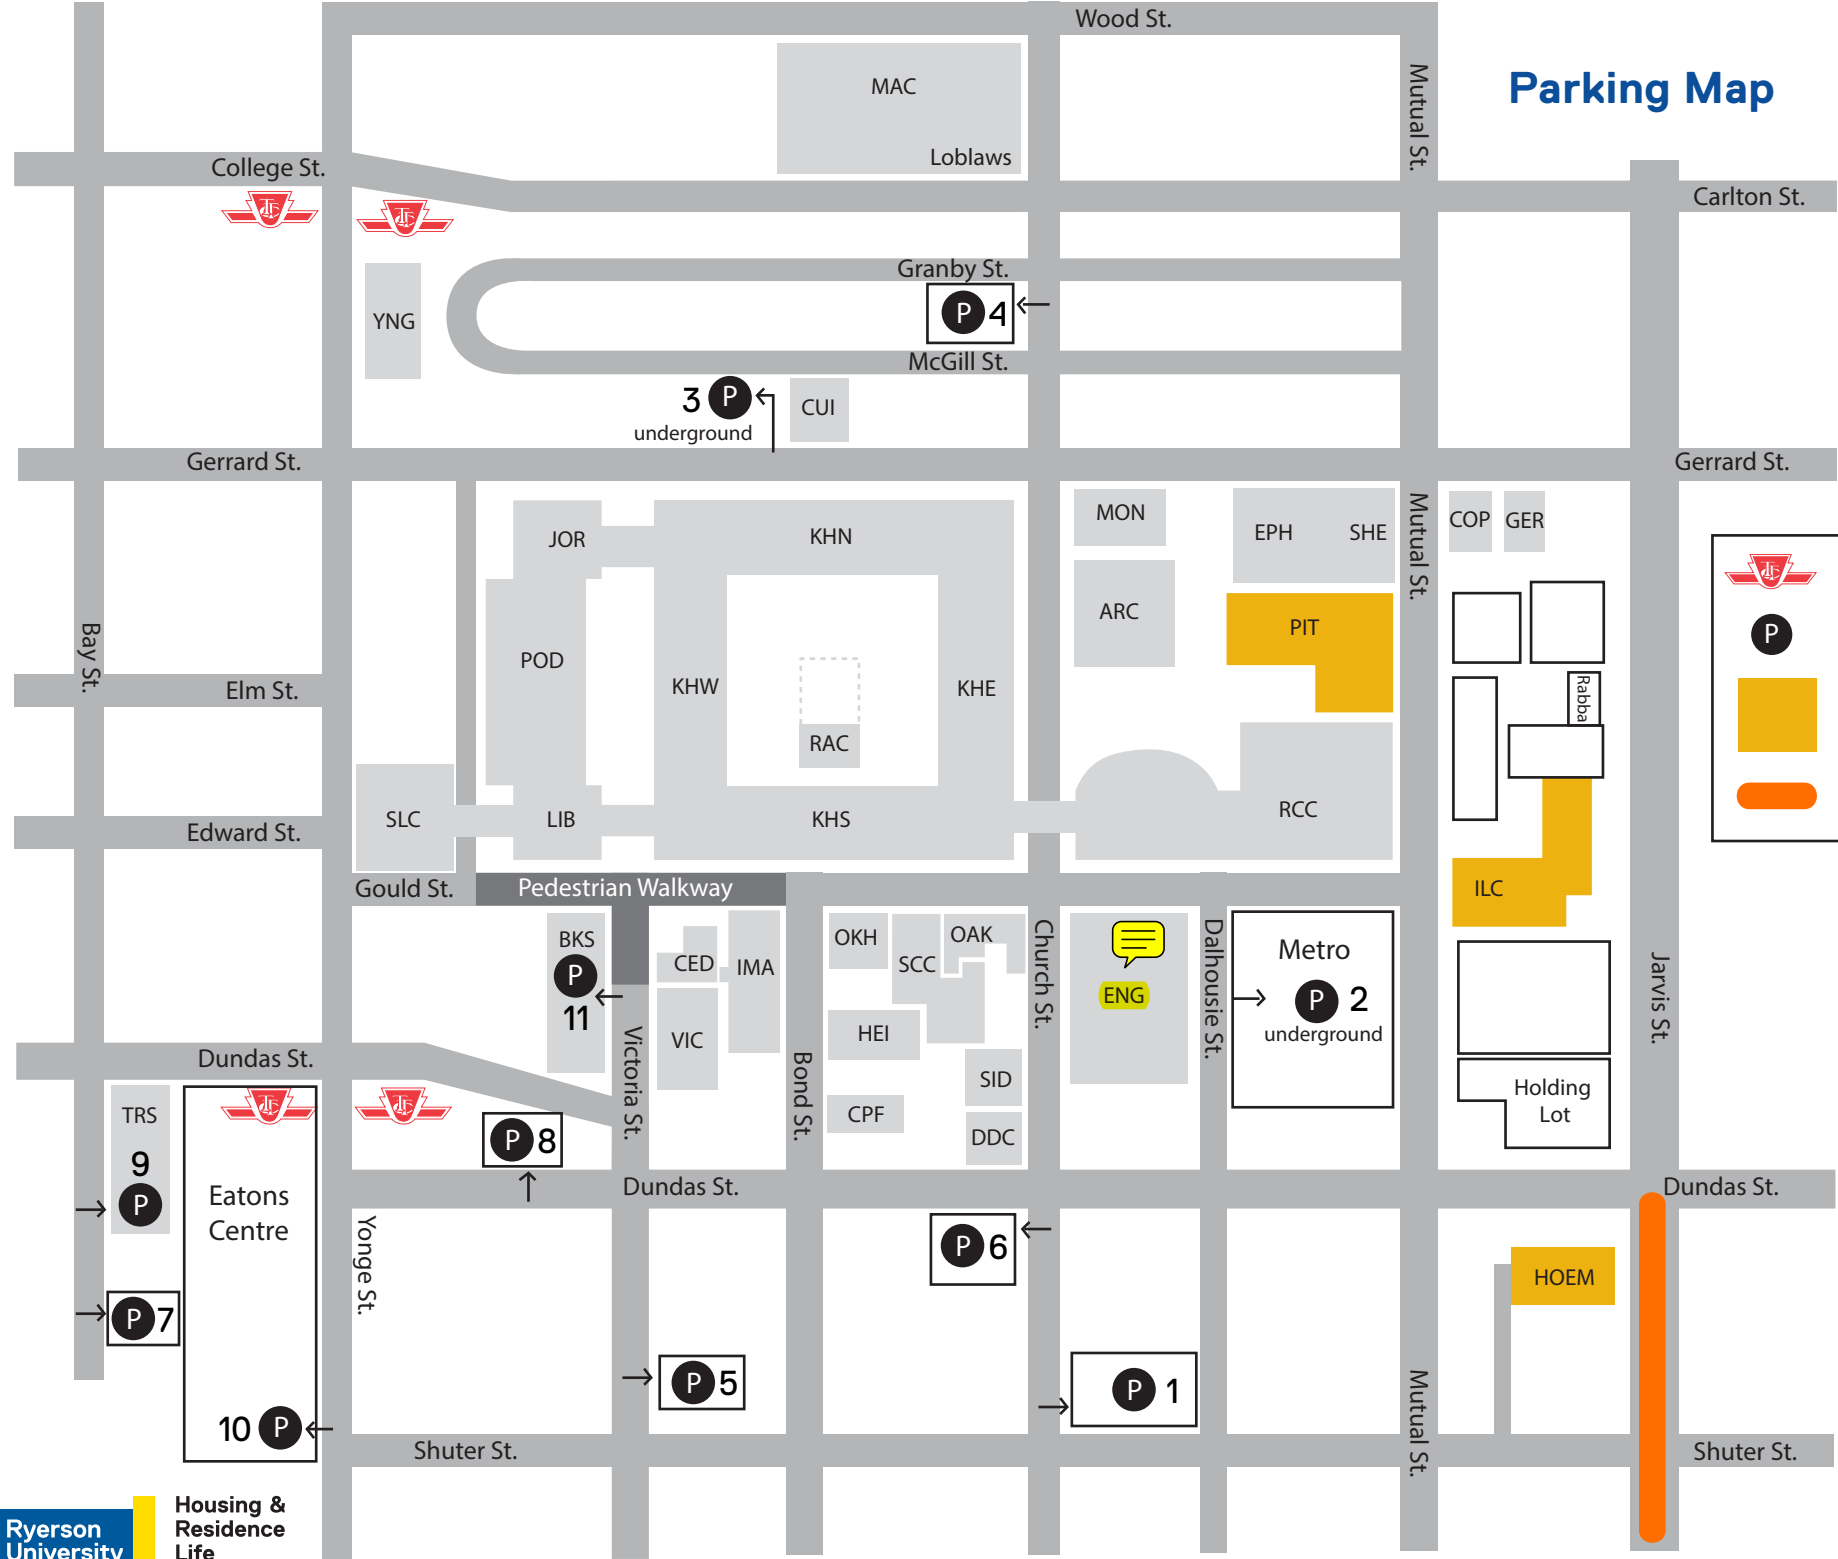 Wood St.
Parking Map
MAC
Loblaws
Mutual St.
College St.
Carlton St.
Granby St.
P 4
YNG
McGill St.
3 P
underground
CUI
Gerrard St.
Gerrard St.
MON
EPH
SHE
Mutual St.
COP
GER
JOR
KHN
ARC
PIT
P
Bay St.
POD
KHW
KHE
Elm St.
Rabba
RAC
SLC
LIB
KHS
RCC
Edward St.
Gould St.
Pedestrian Walkway
ILC
BKS
P
11
CED
IMA
OKH
SCC
OAK
Church St.
ENG
Dalhousie St.
Metro
P 2
underground
Jarvis St.
Victoria St.
VIC
Bond St.
HEI
SID
CPF
DDC
Dundas St.
Holding
Lot
TRS
9
P
P 8
Eatons
Centre
Dundas St.
Dundas St.
Yonge St.
P 6
HOEM
P 7
P 5
P 1
Mutual St.
10 P
Shuter St.
Shuter St.
Ryerson
University
Housing &
Residence
Life